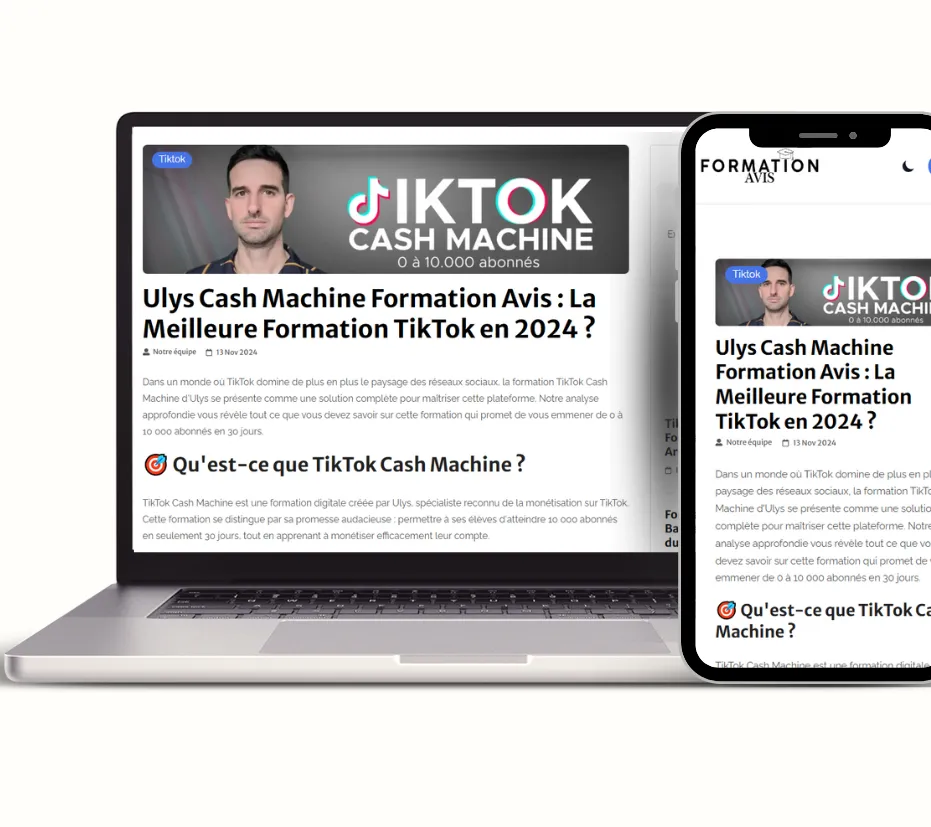 Tiktok
TIKTOK
CASH MACHINE
0 à 10.000 abonnés
Ulys Cash Machine Formation Avis : La
Meilleure Formation TikTok en 2024 ?
Notre équipe 13 Nov 2024
Dans un monde où TikTok domine de plus en plus le paysage des réseaux sociaux, la formation TikTok Cash
Machine d'Ulys se présente comme une solution complète pour maîtriser cette plateforme. Notre analyse
approfondie vous révèle tout ce que vous devez savoir sur cette formation qui promet de vous emmener de 0 à
10 000 abonnés en 30 jours.
Qu'est-ce que TikTok Cash Machine ?
TikTok Cash Machine est une formation digitale créée par Ulys, spécialiste reconnu de la monétisation sur TikTok.
Cette formation se distingue par sa promesse audacieuse : permettre à ses élèves d'atteindre 10 000 abonnés
en seulement 30 jours, tout en apprenant à monétiser efficacement leur compte.
Fo
Ba
du
FORMATION
AVIS
Tiktok
TIKTO
CASH MACHI
0 à 10.000 abonnés
Ulys Cash Machine
Formation Avis : La
Meilleure Formation
TikTok en 2024 ?
Notre équipe 13 Nov 2024
Dans un monde où TikTok domine de plus en pl
paysage des réseaux sociaux, la formation TikTo
Machine d'Ulys se présente comme une solutio
complète pour maîtriser cette plateforme. Notre
analyse approfondie vous révèle tout ce que vo
devez savoir sur cette formation qui promet de
emmener de 0 à 10 000 abonnés en 30 jours.
Qu'est-ce que TikTok Ca
Machine ?
TikTok Cash Machine est une formation digitale